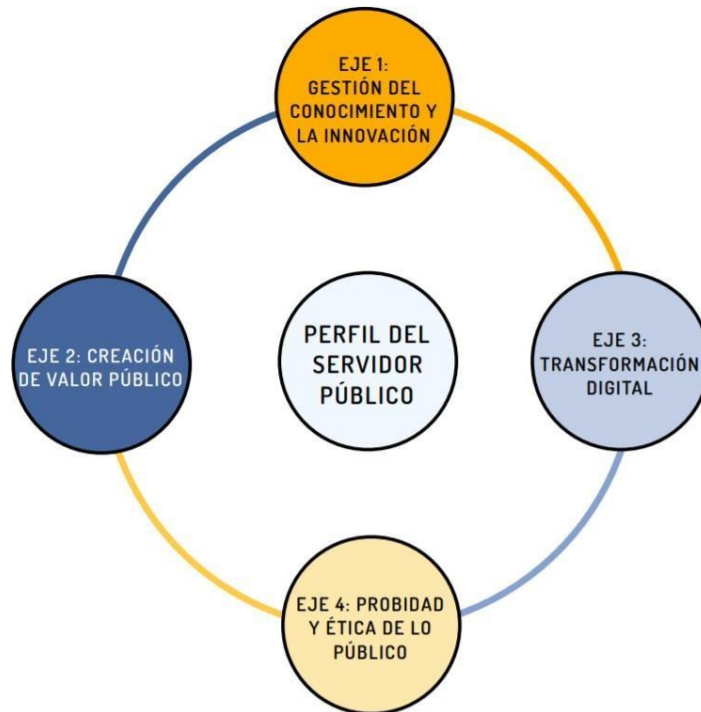 EJE 1:
GESTIÓN DEL
CONOCIMIENTO Y
LA INNOVACIÓN
EJE 2: CREACIÓN
DE VALOR PÚBLICO
PERFIL DEL
SERVIDOR
PÚBLICO
EJE 3:
TRANSFORMACIÓN
DIGITAL
EJE 4: PROBIDAD
Y ÉTICA DE LO
PÚBLICO